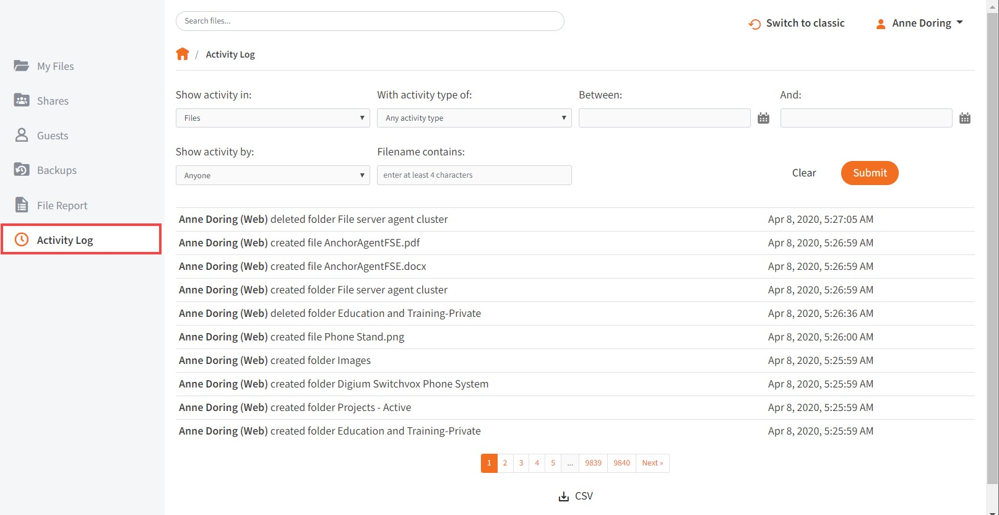 Search files...
Switch to classic
Anne Doring
/ Activity Log
My Files
Shares
Guests
Backups
File Report
Activity Log
Show activity in:
With activity type of:
Between:
And:
Files
Any activity type
Show activity by:
Filename contains:
Anyone
enter at least 4 characters
Clear
Submit
Anne Doring (Web) deleted folder File server agent cluster Apr 8, 2020, 5:27:05 AM
Anne Doring (Web) created file AnchorAgentFSE.pdf Apr 8, 2020, 5:26:59 AM
Anne Doring (Web) created file AnchorAgentFSE.docx Apr 8, 2020, 5:26:59 AM
Anne Doring (Web) created folder File server agent cluster Apr 8, 2020, 5:26:59 AM
Anne Doring (Web) deleted folder Education and Training-Private Apr 8, 2020, 5:26:36 AM
Anne Doring (Web) created file Phone Stand.png Apr 8, 2020, 5:26:00 AM
Anne Doring (Web) created folder Images Apr 8, 2020, 5:25:59 AM
Anne Doring (Web) created folder Digium Switchvox Phone System Apr 8, 2020, 5:25:59 AM
Anne Doring (Web) created folder Projects - Active Apr 8, 2020, 5:25:59 AM
Anne Doring (Web) created folder Education and Training-Private Apr 8, 2020, 5:25:59 AM
1 2 3 4 5 ... 9839 9840 Next »
CSV